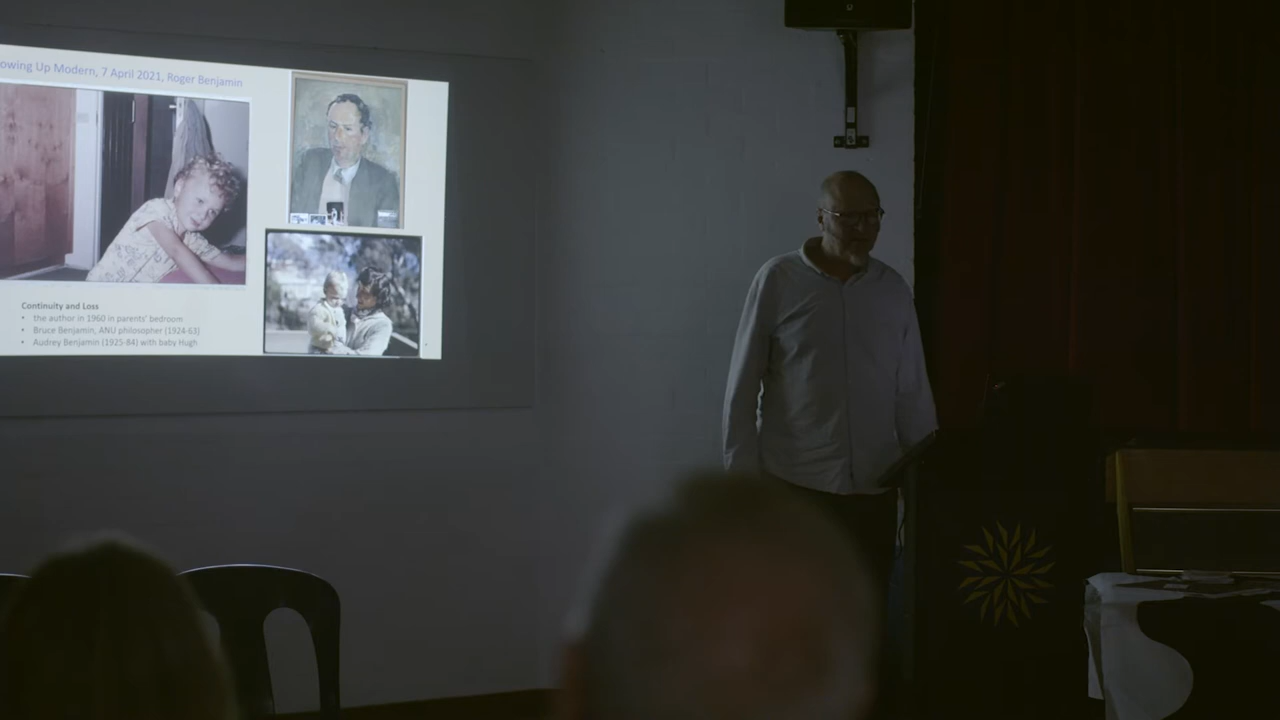 owing Up Modern, 7 April 2021, Roger Benjamin
Continuity and Loss
• the author in 1960 in parents' bedroom
• Bruce Benjamin, ANU philosopher (1924-63)
• Audrey Benjamin (1925-84) with baby Hugh